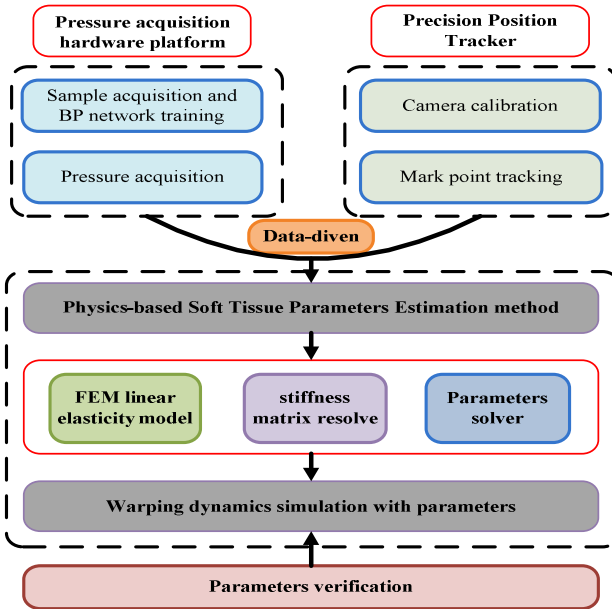 Pressure acquisition
hardware platform
Precision Position
Tracker
Sample acquisition and
BP network training
Pressure acquisition
Camera calibration
Mark point tracking
Data-diven
Physics-based Soft Tissue Parameters Estimation method
FEM linear
elasticity model
stiffness
matrix resolve
Parameters
solver
Warping dynamics simulation with parameters
Parameters verification